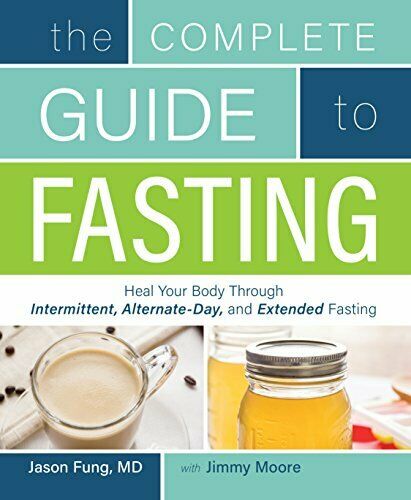 the COMPLETE
GUIDE to
FASTING
Heal Your Body Through
Intermittent, Alternate-Day, and Extended Fasting
Jason Fung, MD with Jimmy Moore